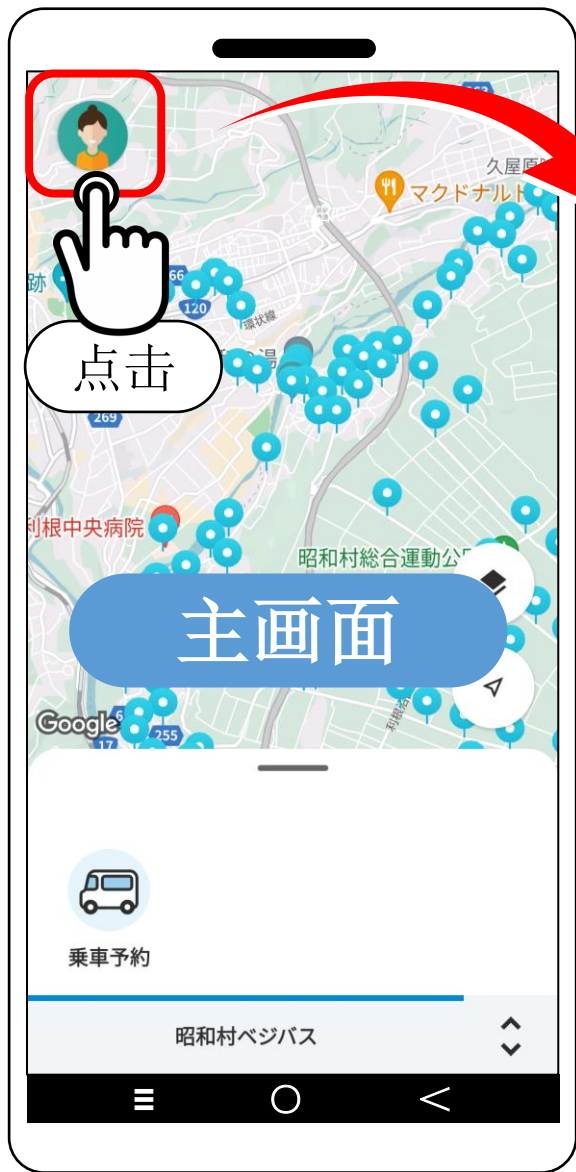 久屋原
マクドナルド
跡
66
120
環状線
湯
点击
269
利根中央病院
昭和村総合運動公
主画面
Google
6
17
255
乗車予約
昭和村ベジバス